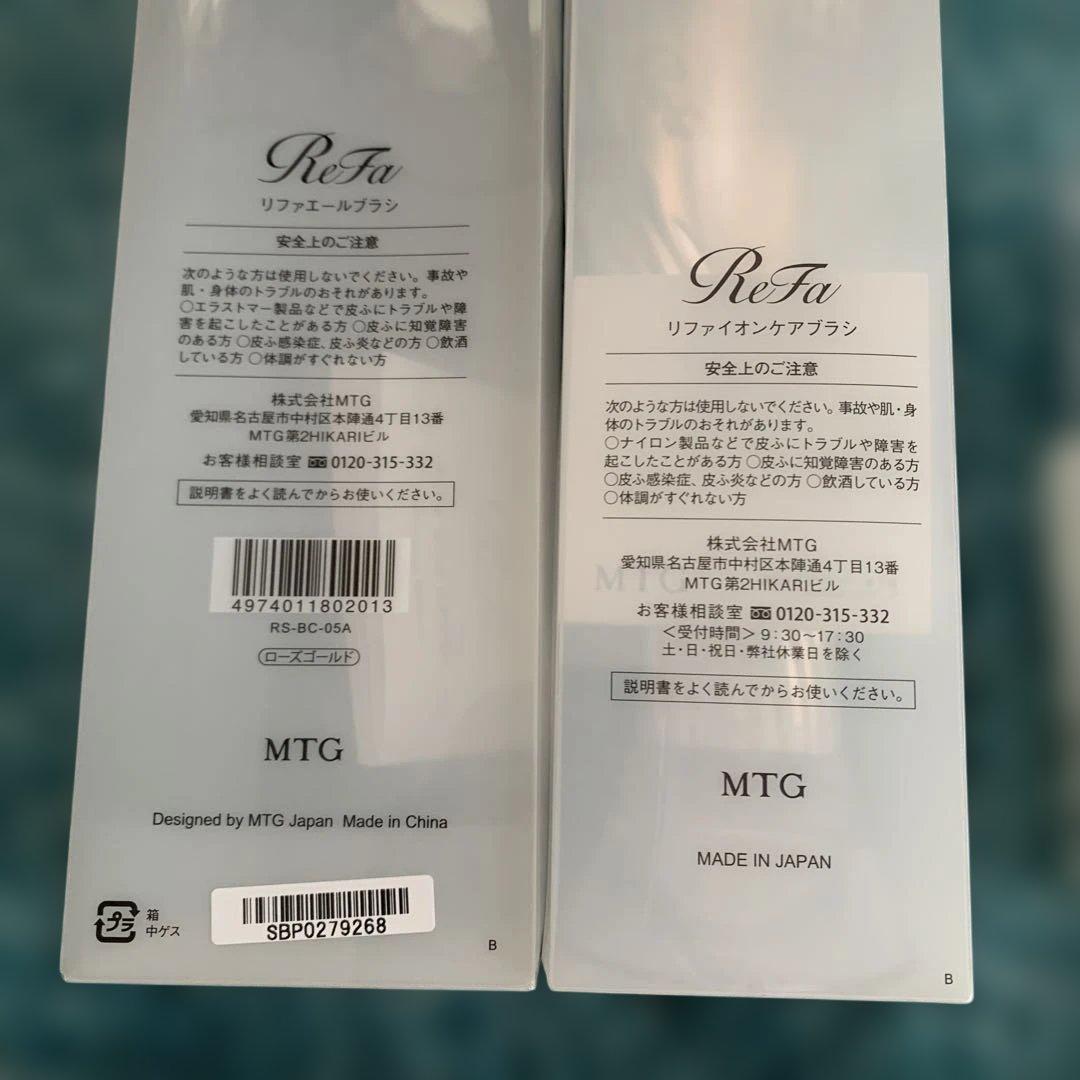 ReFa
リファエールブラシ
安全上のご注意
次のような方は使用しないでください。事故や
肌・身体のトラブルのおそれがあります。
○エラストマー製品などで皮ふにトラブルや障
害を起こしたことがある方 ○皮ふに知覚障害
のある方 ○皮ふ感染症、皮ふ炎などの方 ○飲酒
している方 ○体調がすぐれない方
株式会社MTG
愛知県名古屋市中村区本陣通4丁目13番
MTG第2HIKARIビル
お客様相談室 0120-315-332
説明書をよく読んでからお使いください。
4974011802013
RS-BC-05A
ローズゴールド
MTG
Designed by MTG Japan Made in China
プラ
箱
中ゲス
SBP0279268
B
ReFa
リファイオンケアブラシ
安全上のご注意
次のような方は使用しないでください。事故や肌・身
体のトラブルのおそれがあります。
○ナイロン製品などで皮ふにトラブルや障害を
起こしたことがある方 ○皮ふに知覚障害のある方
○皮ふ感染症、皮ふ炎などの方 ○飲酒している方
○体調がすぐれない方
株式会社MTG
愛知県名古屋市中村区本陣通4丁目13番
MTG第2HIKARIビル
お客様相談室 0120-315-332
＜受付時間＞9:30～17:30
土・日・祝日・弊社休業日を除く
説明書をよく読んでからお使いください。
MTG
MADE IN JAPAN
B